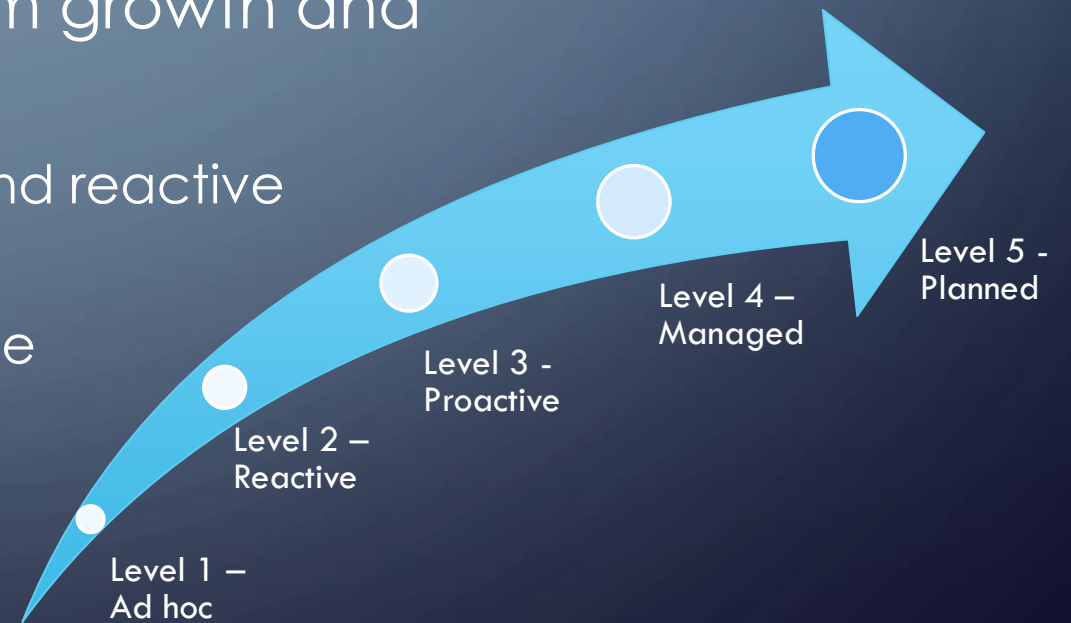 m growth and
nd reactive
e
Level 5 -
Planned
Level 4 –
Managed
Level 3 -
Proactive
Level 2 –
Reactive
Level 1 –
Ad hoc